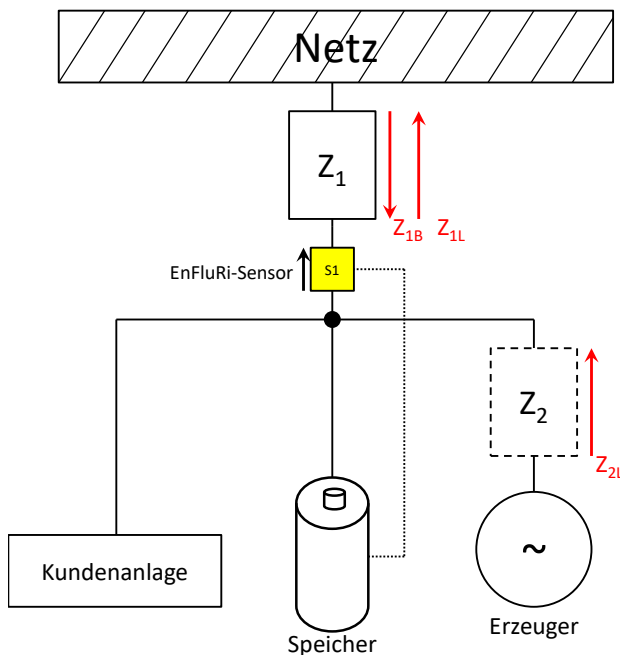 Netz
Z1
Z1B Z1L
EnFluRi-Sensor
S1
Z2
Z2L
Kundenanlage
~
Speicher
Erzeuger